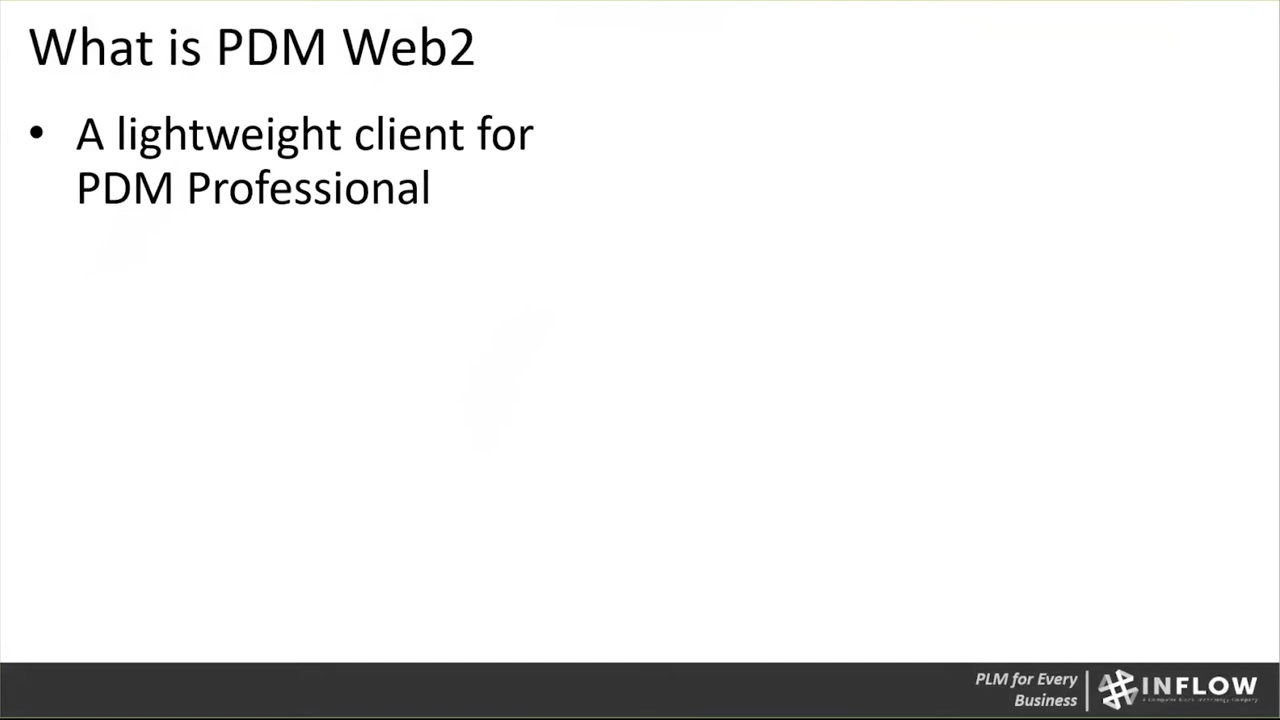 What is PDM Web2
• A lightweight client for
PDM Professional
PLM for Every
Business
INFLOW